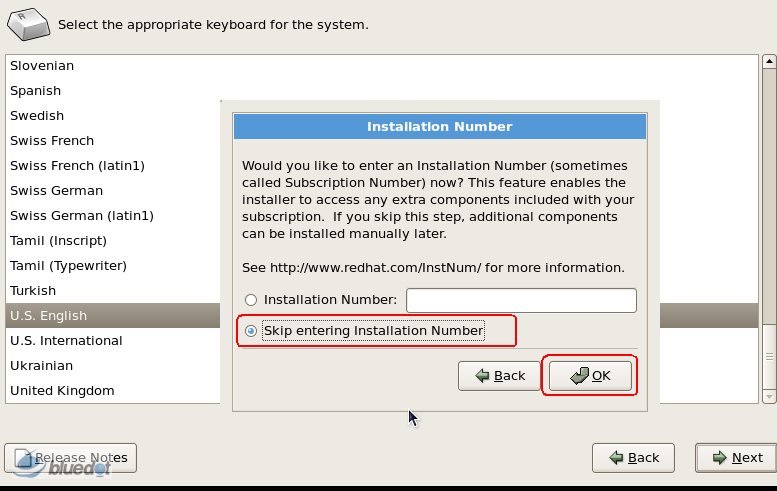 R
Select the appropriate keyboard for the system.
Slovenian
Spanish
Swedish
Swiss French
Swiss French (latin1)
Swiss German
Swiss German (latin1)
Tamil (Inscript)
Tamil (Typewriter)
Turkish
U.S. English
U.S. International
Ukrainian
United Kingdom
Installation Number
Would you like to enter an Installation Number (sometimes
called Subscription Number) now? This feature enables the
installer to access any extra components included with your
subscription.  If you skip this step, additional components
can be installed manually later.
See http://www.redhat.com/InstNum/ for more information.
Installation Number:
Skip entering Installation Number
Back
OK
Release Notes
bluedot
Back
Next